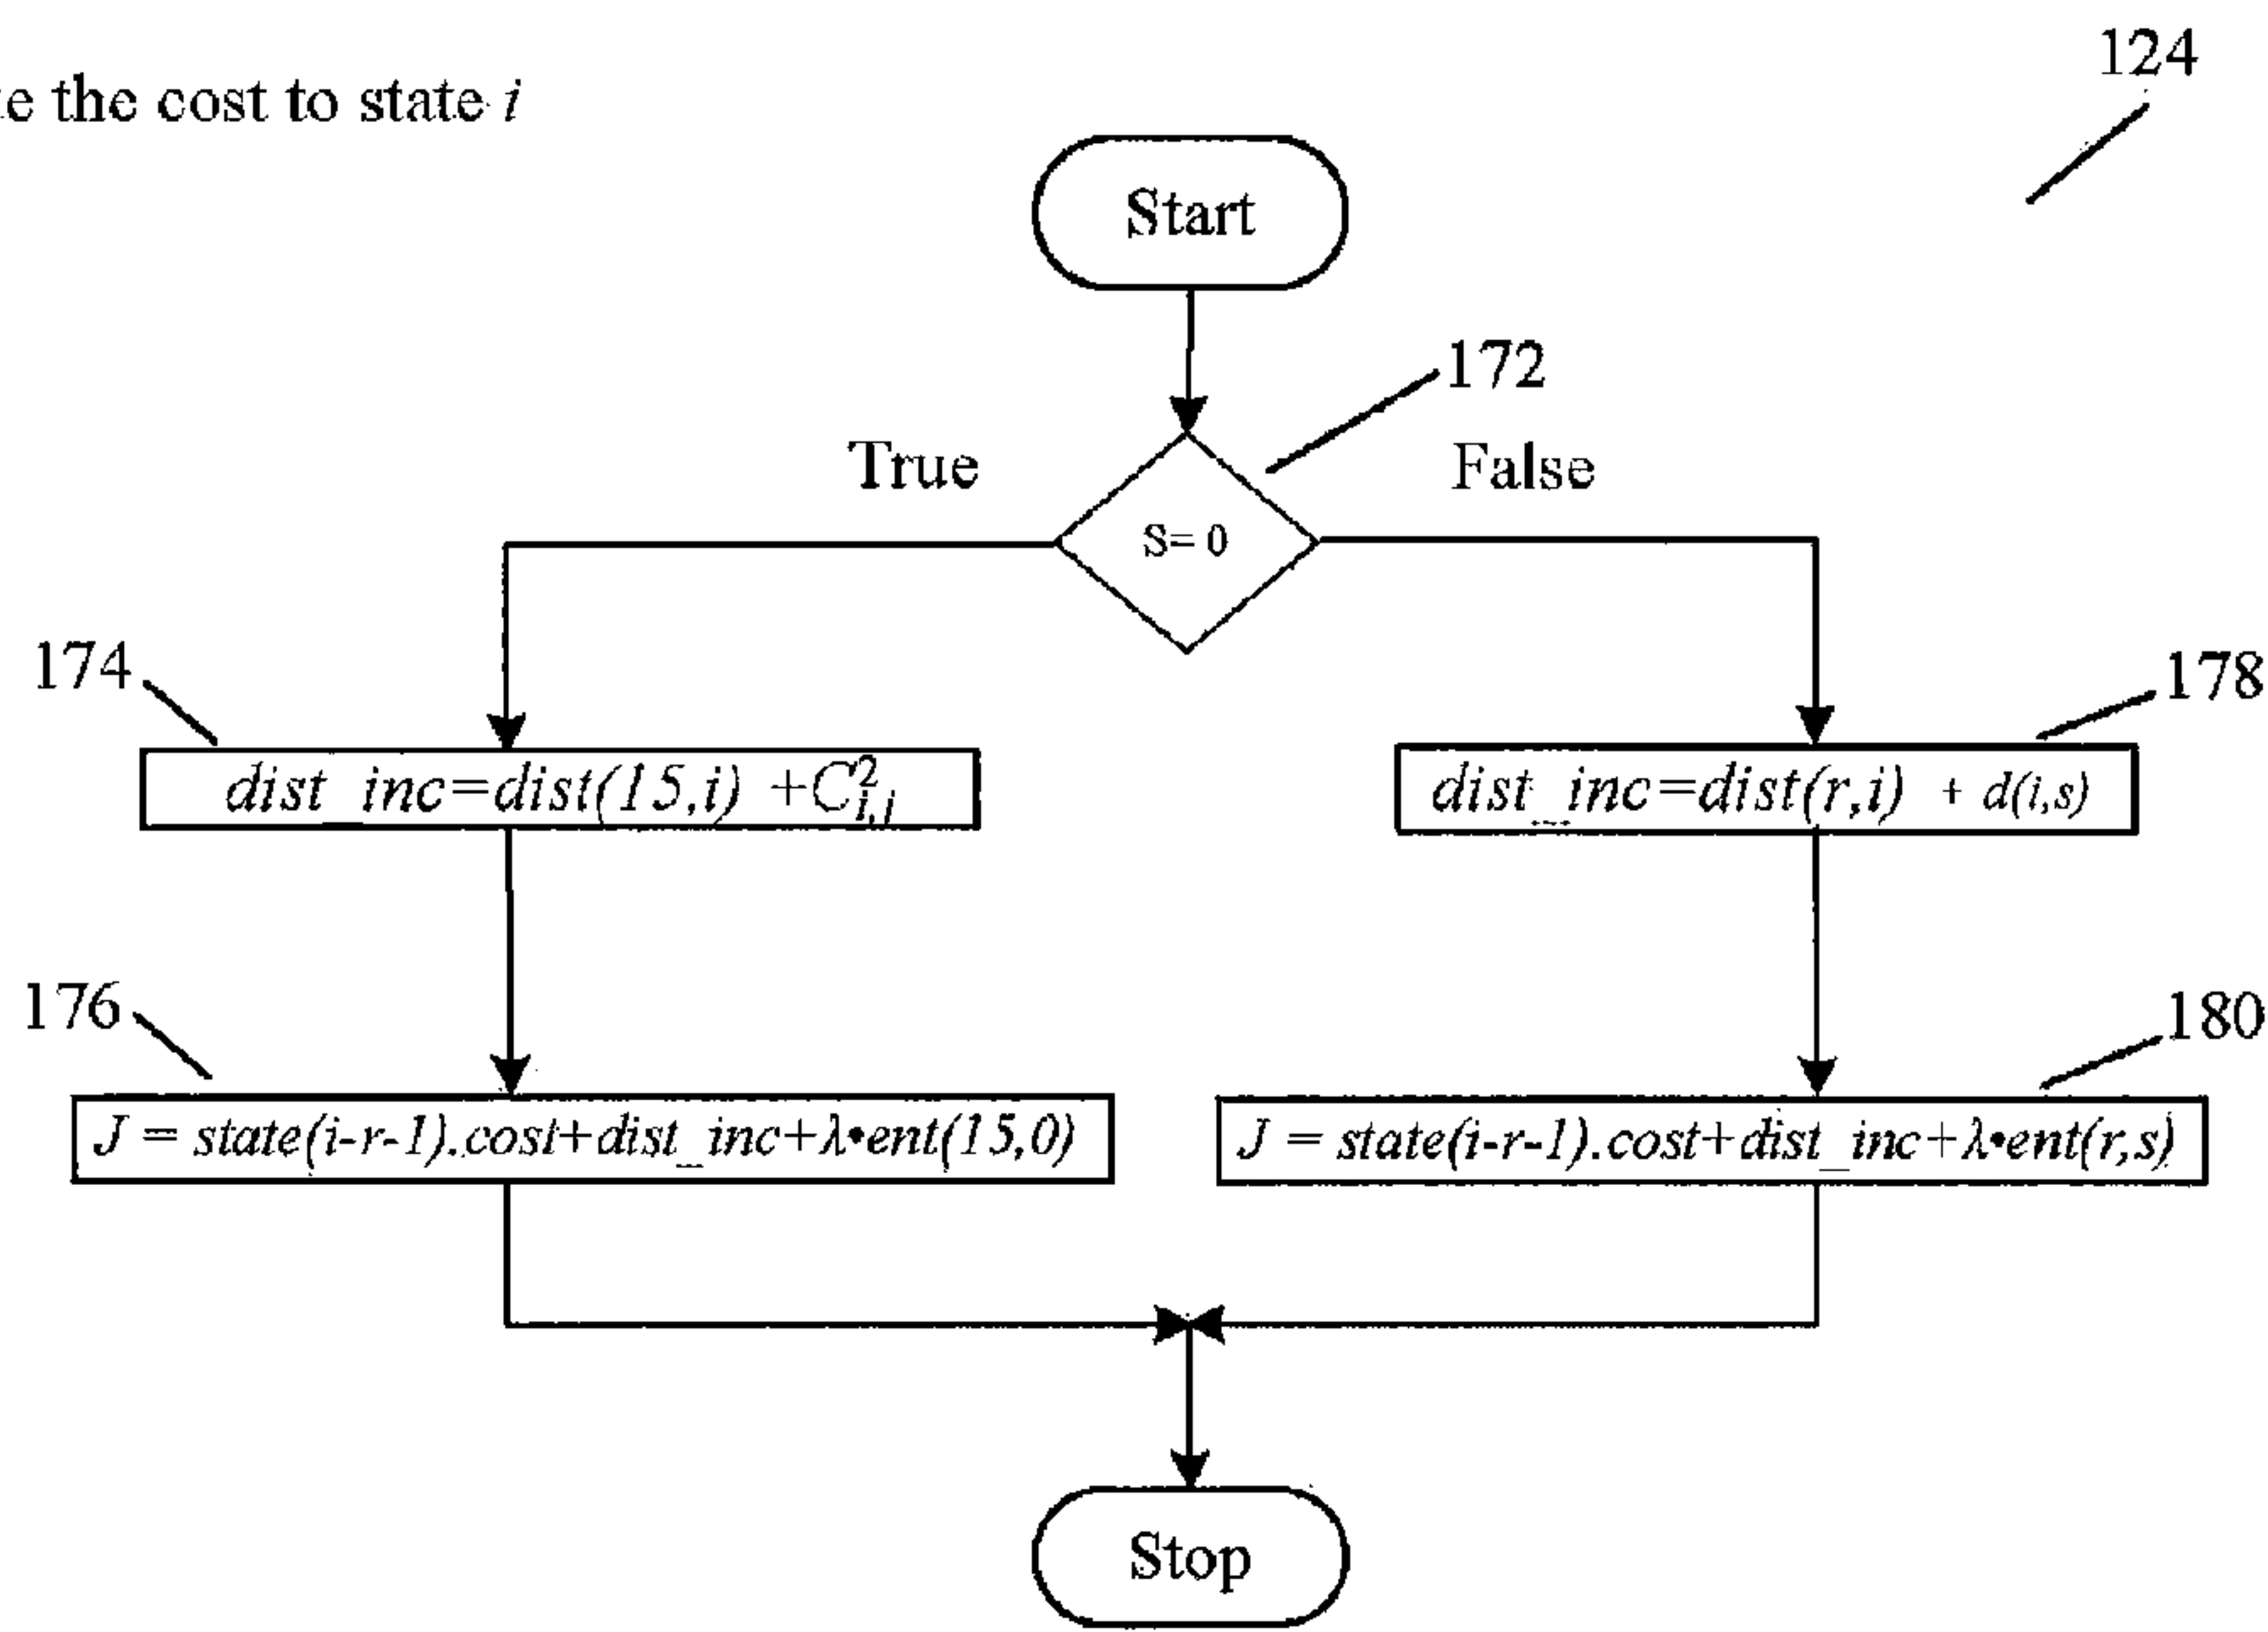 the cost to state i
124
Start
172
True
False
S= 0
174
178
dist_inc=dist(15,i) +C²i,j
dist_inc=dist(r,i) + d(i,s)
176
180
J = state(i-r-1).cost+dist_inc+λ•ent(15,0)
J = state(i-r-1).cost+dist_inc+λ•ent(r,s)
Stop